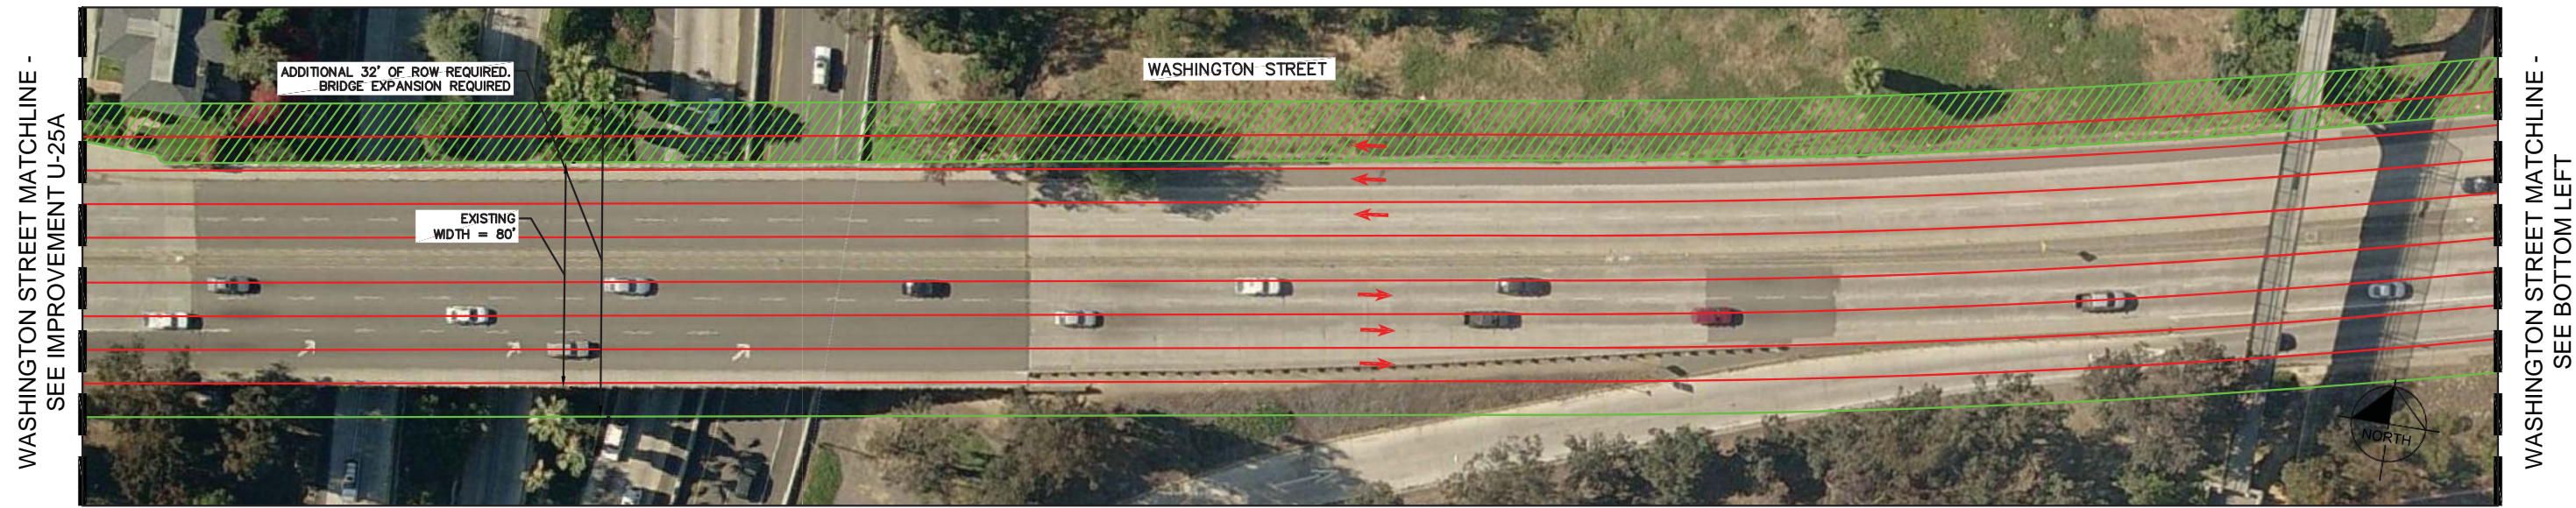 WASHINGTON STREET MATCHLINE -
SEE IMPROVEMENT U-25A
ADDITIONAL 32' OF ROW REQUIRED.
BRIDGE EXPANSION REQUIRED
WASHINGTON STREET
EXISTING
WIDTH = 80'
NORTH
WASHINGTON STREET MATCHLINE -
SEE BOTTOM LEFT